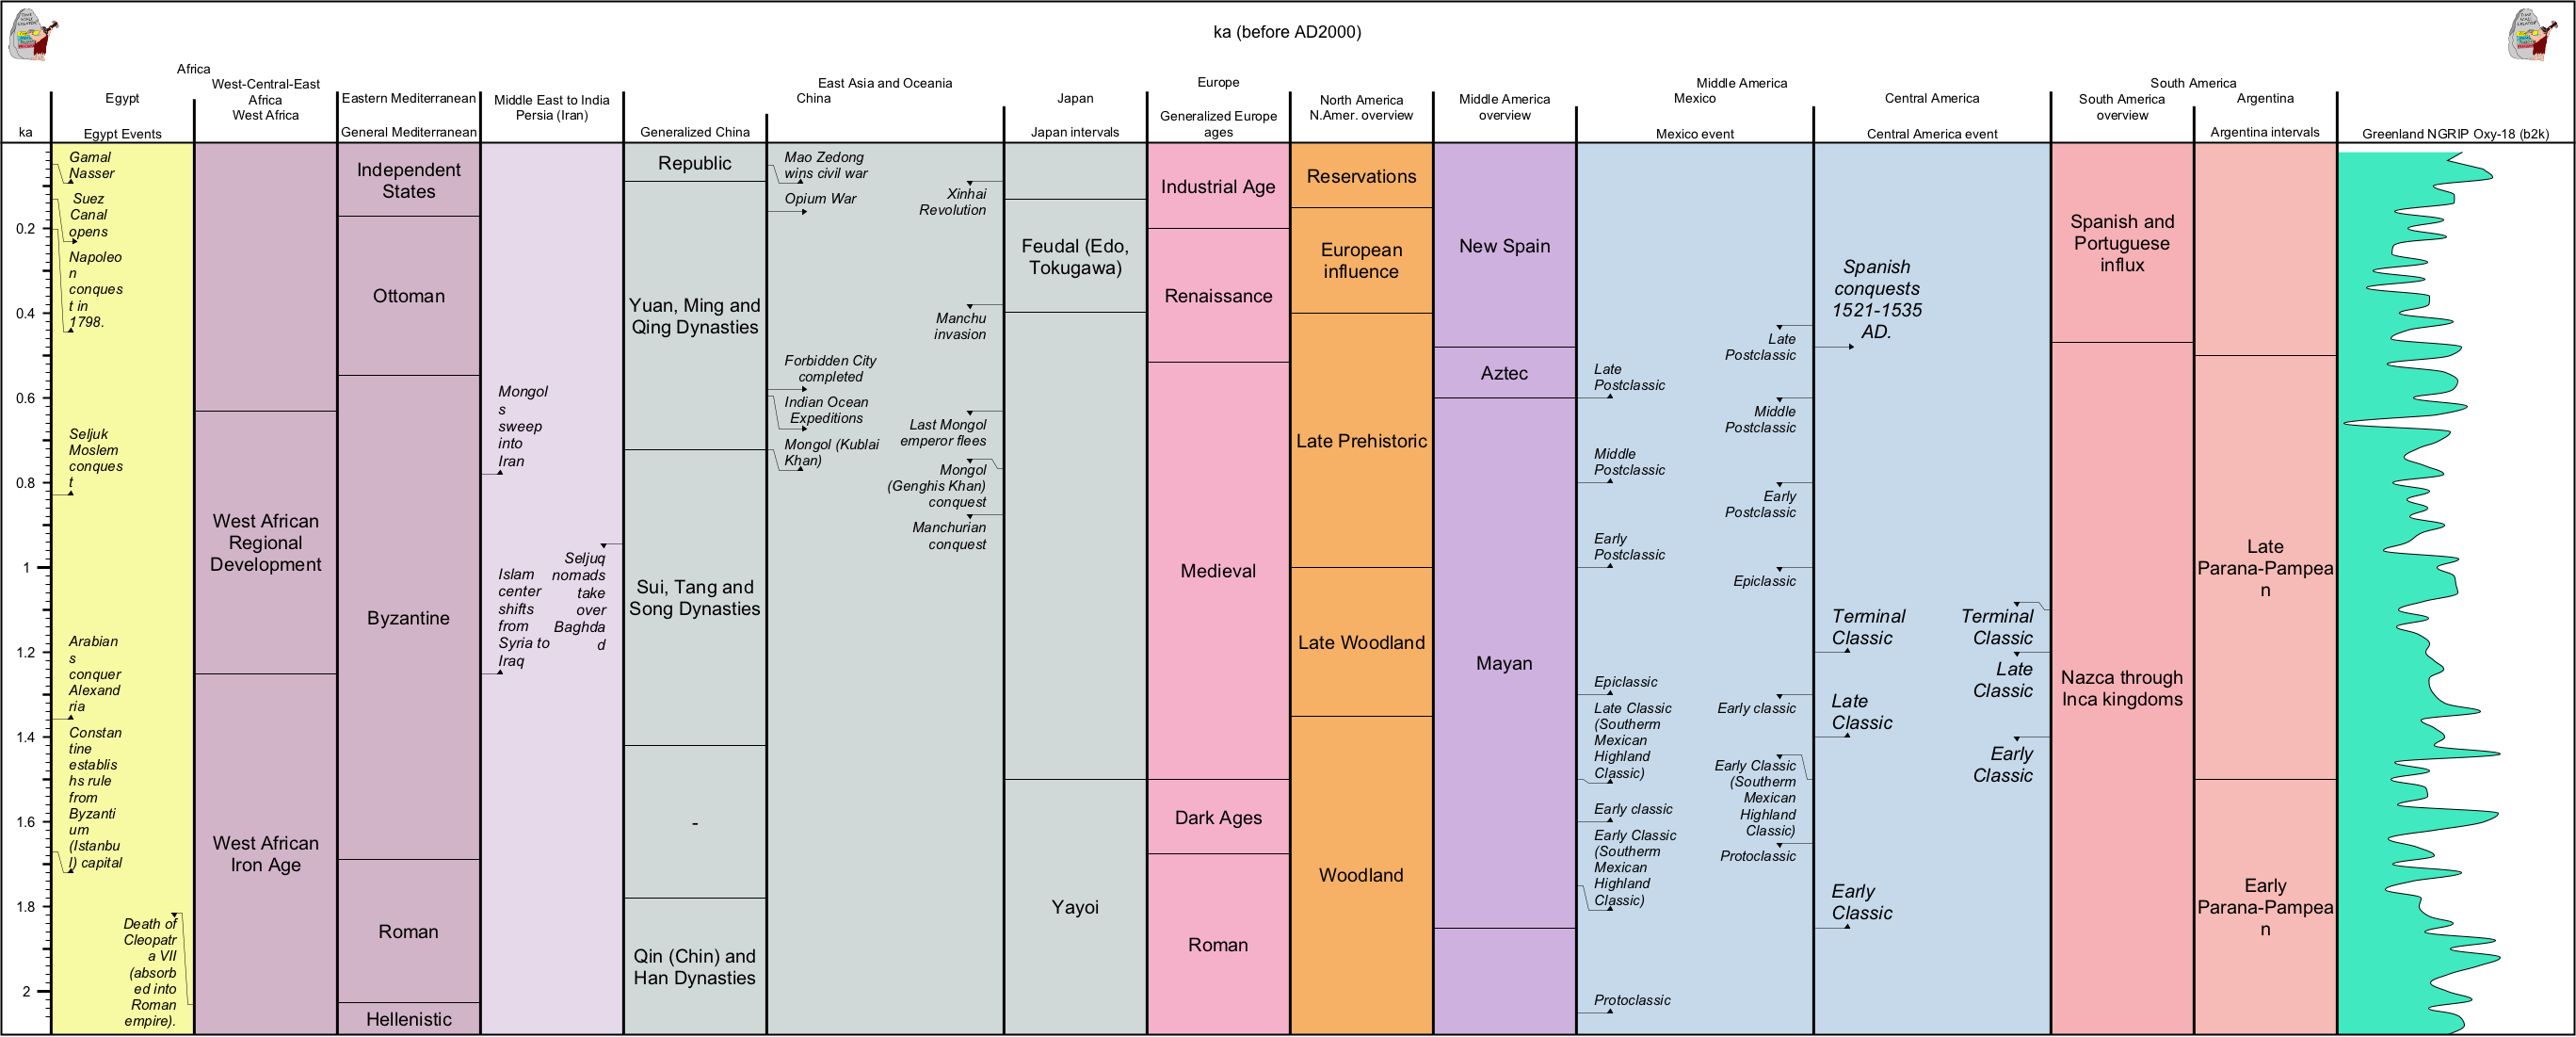 ka (before AD2000)
Africa
West-Central-East
Africa
West Africa
East Asia and Oceania
China
Europe
Middle America
Mexico
South America
Egypt
Eastern Mediterranean
Middle East to India
Persia (Iran)
Japan
North America
N.Amer. overview
Middle America
overview
Central America
South America
overview
Argentina
ka
Egypt Events
General Mediterranean
Generalized China
Japan intervals
Generalized Europe
ages
Mexico event
Central America event
Argentina intervals
Greenland NGRIP Oxy-18 (b2k)
0.2
0.4
0.6
0.8
1
1.2
1.4
1.6
1.8
2
Gamal
Nasser
Suez
Canal
opens
Napoleo
n
conques
t in
1798.
Seljuk
Moslem
conques
t
Arabian
s
conquer
Alexand
ria
Constan
tine
establis
hs rule
from
Byzanti
um
(Istanbu
l) capital
Death of
Cleopatr
a VII
(absorb
ed into
Roman
empire).
West African
Regional
Development
West African
Iron Age
Independent
States
Ottoman
Byzantine
Roman
Hellenistic
Mongol
s
sweep
into
Iran
Islam
center
shifts
from
Syria to
Iraq
Seljuq
nomads
take
over
Baghda
d
Republic
Yuan, Ming and
Qing Dynasties
Sui, Tang and
Song Dynasties
-
Qin (Chin) and
Han Dynasties
Mao Zedong
wins civil war
Opium War
Forbidden City
completed
Indian Ocean
Expeditions
Mongol (Kublai
Khan)
Xinhai
Revolution
Manchu
invasion
Last Mongol
emperor flees
Mongol
(Genghis Khan)
conquest
Manchurian
conquest
Feudal (Edo,
Tokugawa)
Yayoi
Industrial Age
Renaissance
Medieval
Dark Ages
Roman
Reservations
European
influence
Late Prehistoric
Late Woodland
Woodland
New Spain
Aztec
Mayan
Late
Postclassic
Middle
Postclassic
Early
Postclassic
Epiclassic
Late Classic
(Southerm
Mexican
Highland
Classic)
Early classic
Early Classic
(Southerm
Mexican
Highland
Classic)
Protoclassic
Late
Postclassic
Middle
Postclassic
Early
Postclassic
Epiclassic
Early classic
Early Classic
(Southerm
Mexican
Highland
Classic)
Protoclassic
Spanish
conquests
1521-1535
AD.
Terminal
Classic
Late
Classic
Early
Classic
Terminal
Classic
Late
Classic
Early
Classic
Spanish and
Portuguese
influx
Nazca through
Inca kingdoms
Late
Parana-Pampea
n
Early
Parana-Pampea
n